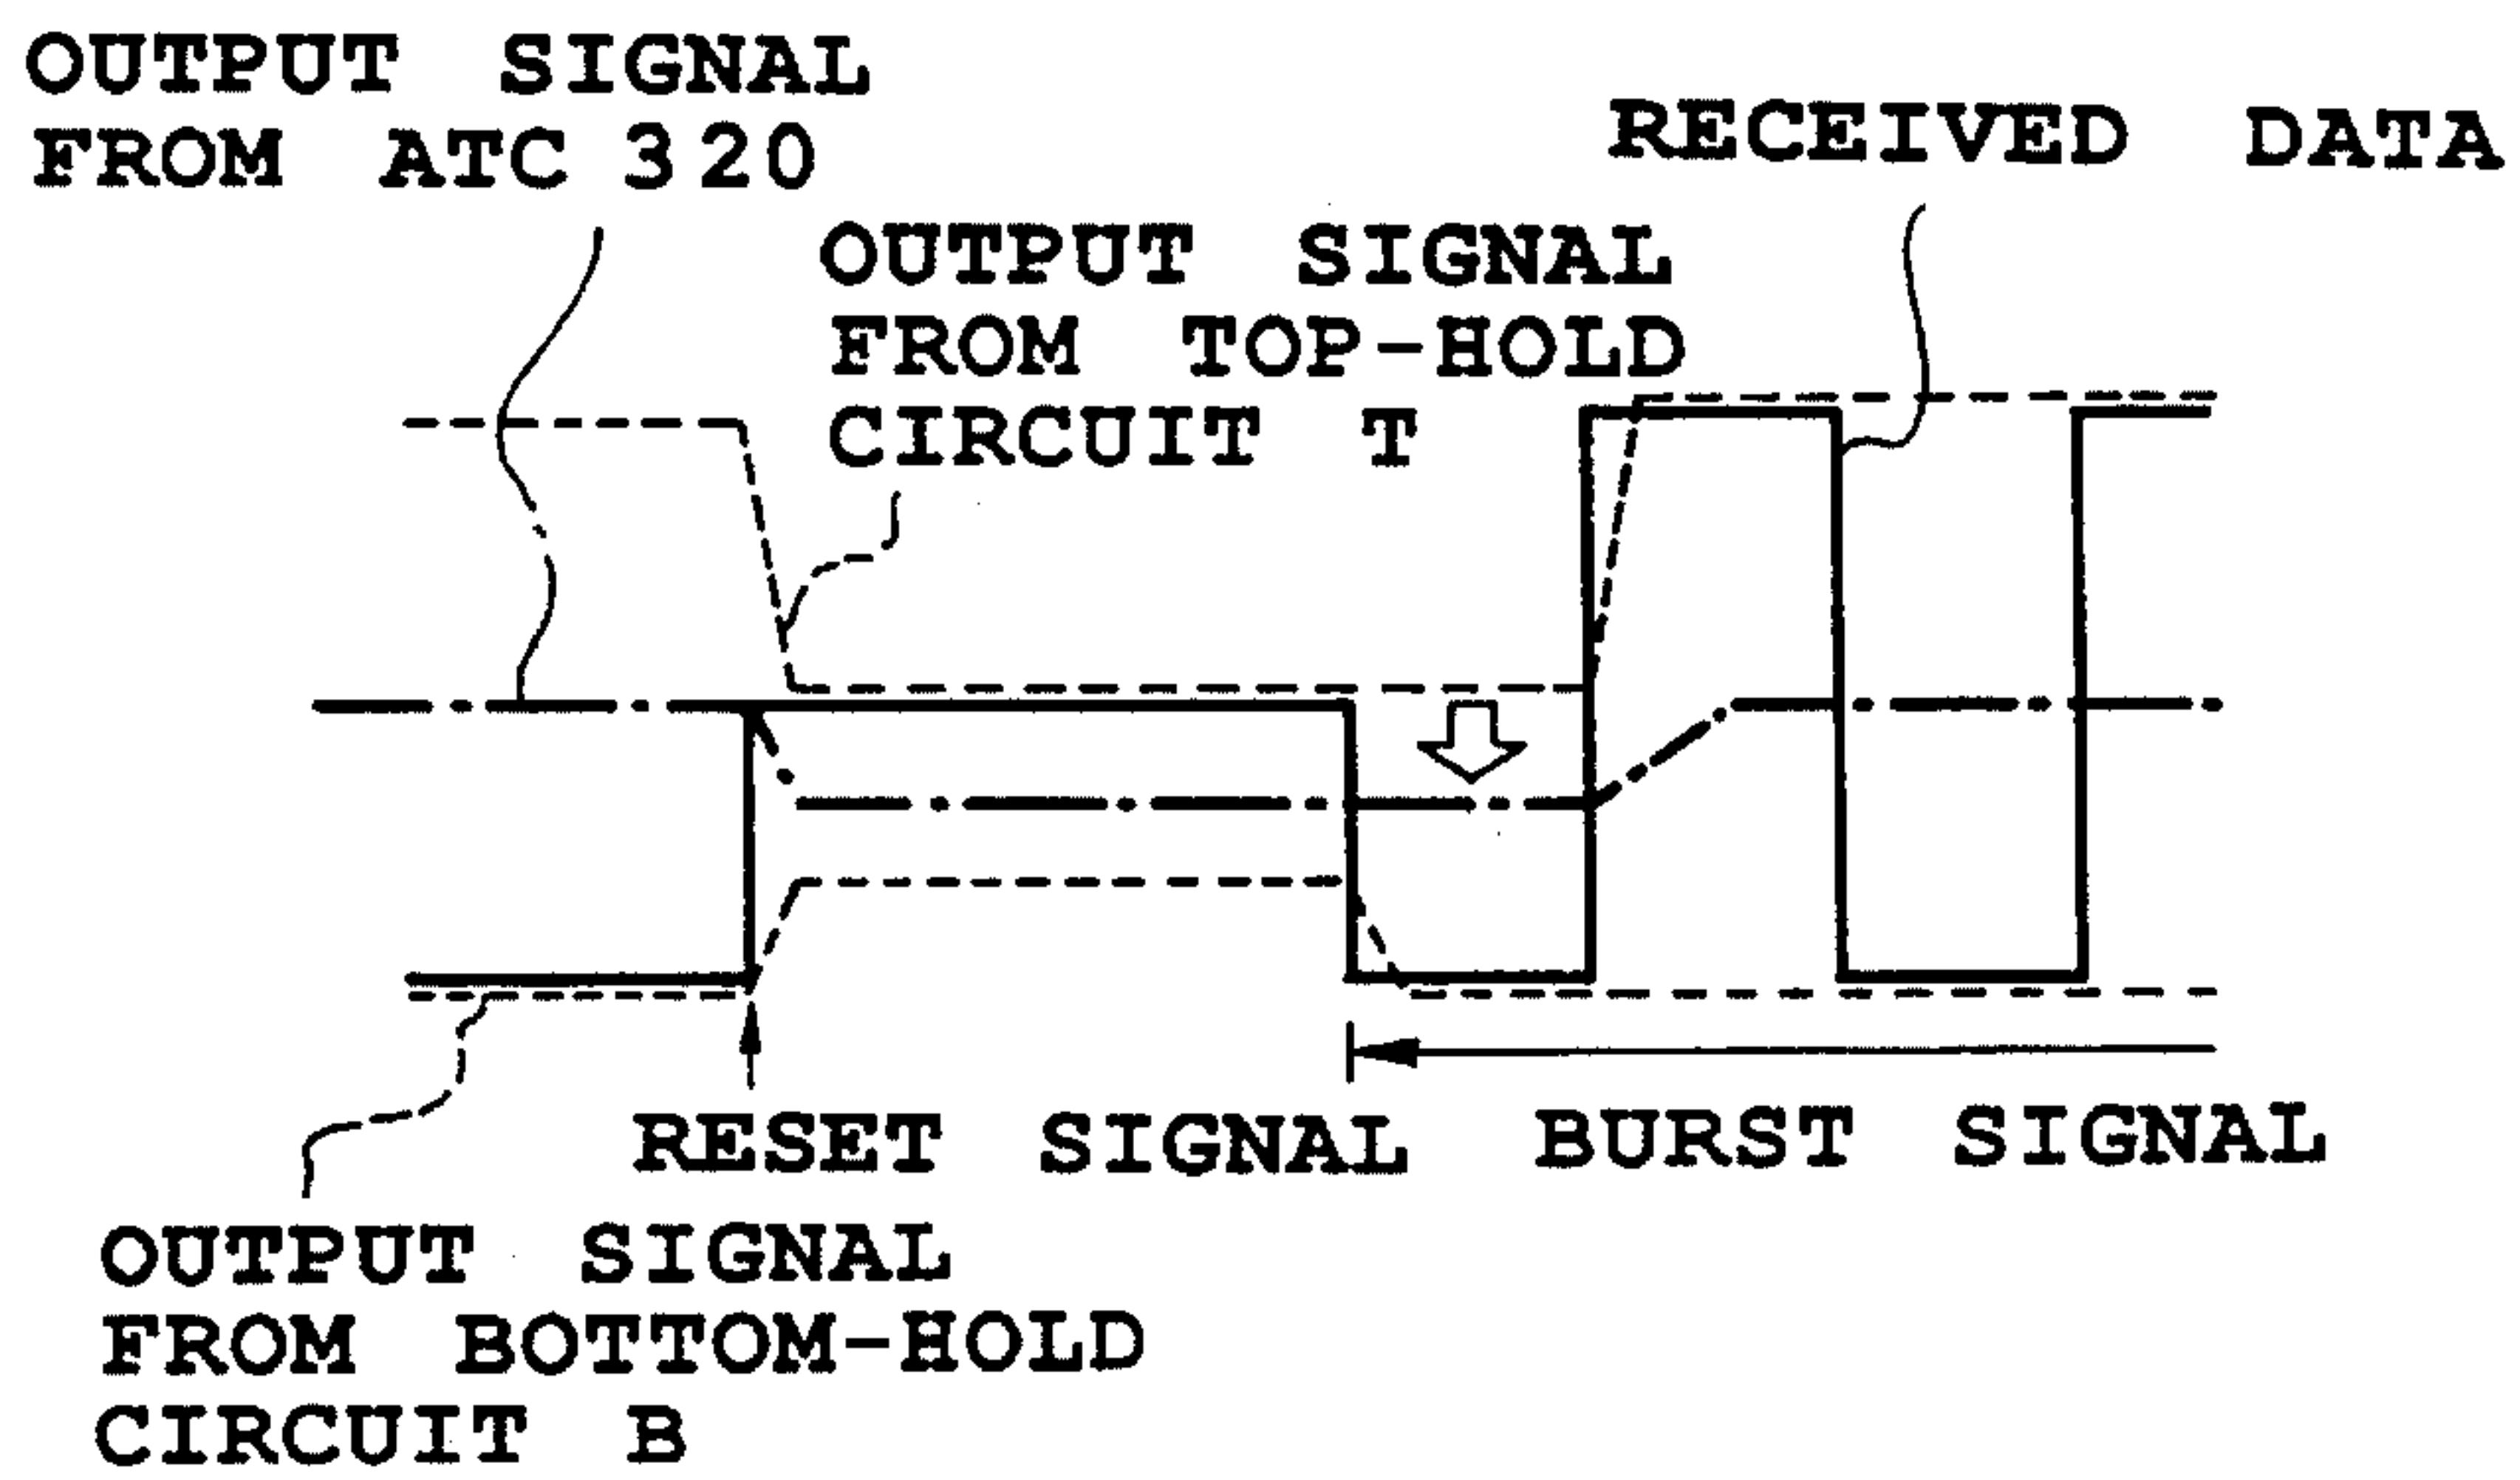 OUTPUT SIGNAL
FROM ATC 320
RECEIVED DATA
OUTPUT SIGNAL
FROM TOP-HOLD
CIRCUIT T
RESET SIGNAL
BURST SIGNAL
OUTPUT SIGNAL
FROM BOTTOM-HOLD
CIRCUIT B